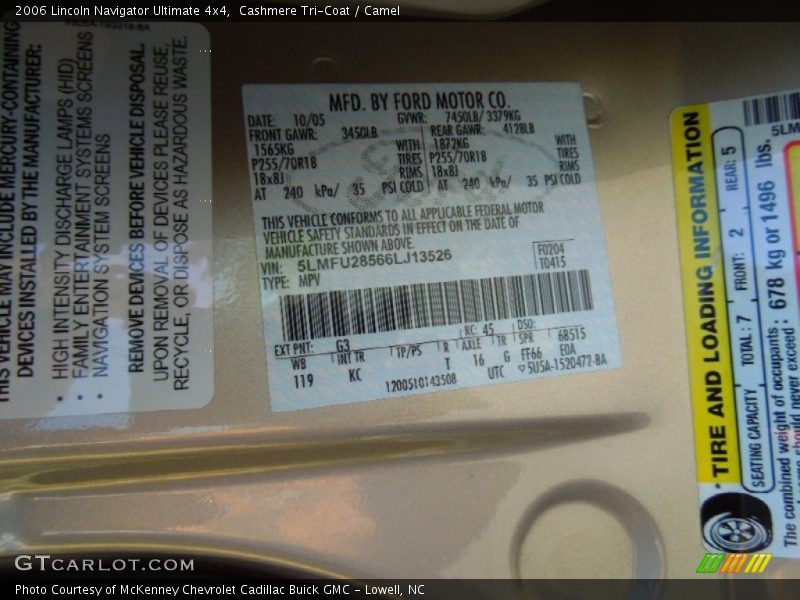 2006 Lincoln Navigator Ultimate 4x4,  Cashmere Tri-Coat / Camel
THIS VEHICLE MAY INCLUDE MERCURY-CONTAINING
DEVICES INSTALLED BY THE MANUFACTURER:
• HIGH INTENSITY DISCHARGE LAMPS (HID)
• FAMILY ENTERTAINMENT SYSTEMS SCREENS
• NAVIGATION SYSTEM SCREENS
REMOVE DEVICES BEFORE VEHICLE DISPOSAL.
UPON REMOVAL OF DEVICES PLEASE REUSE,
RECYCLE, OR DISPOSE AS HAZARDOUS WASTE.
MFD. BY FORD MOTOR CO.
DATE: 10/05 GVWR: 7450LB/ 3379KG
FRONT GAWR: 3450LB REAR GAWR: 4128LB
1565KG WITH 1872KG WITH
P255/70R18 TIRES P255/70R18 TIRES
18x8J RIMS 18x8J RIMS
AT 240 kPa/ 35 PSI COLD AT 240 kPa/ 35 PSI COLD
THIS VEHICLE CONFORMS TO ALL APPLICABLE FEDERAL MOTOR
VEHICLE SAFETY STANDARDS IN EFFECT ON THE DATE OF
MANUFACTURE SHOWN ABOVE.
VIN: 5LMFU28566LJ13526 F0204
TYPE: MPV T0415
EXT PNT: G3 RC: 45 DSO:
WB INT TR TP/PS R AXLE TR SPR 6B515
119 KC T 16 G FF66 EOA
1200510143508 UTC 5U5A-1520472-BA
TIRE AND LOADING INFORMATION
SEATING CAPACITY TOTAL: 7 FRONT: 2 REAR: 5
The combined weight of occupants: 678 kg or 1496 lbs.
should never exceed:
5LM
GTCARLOT.COM
Photo Courtesy of McKenney Chevrolet Cadillac Buick GMC - Lowell, NC